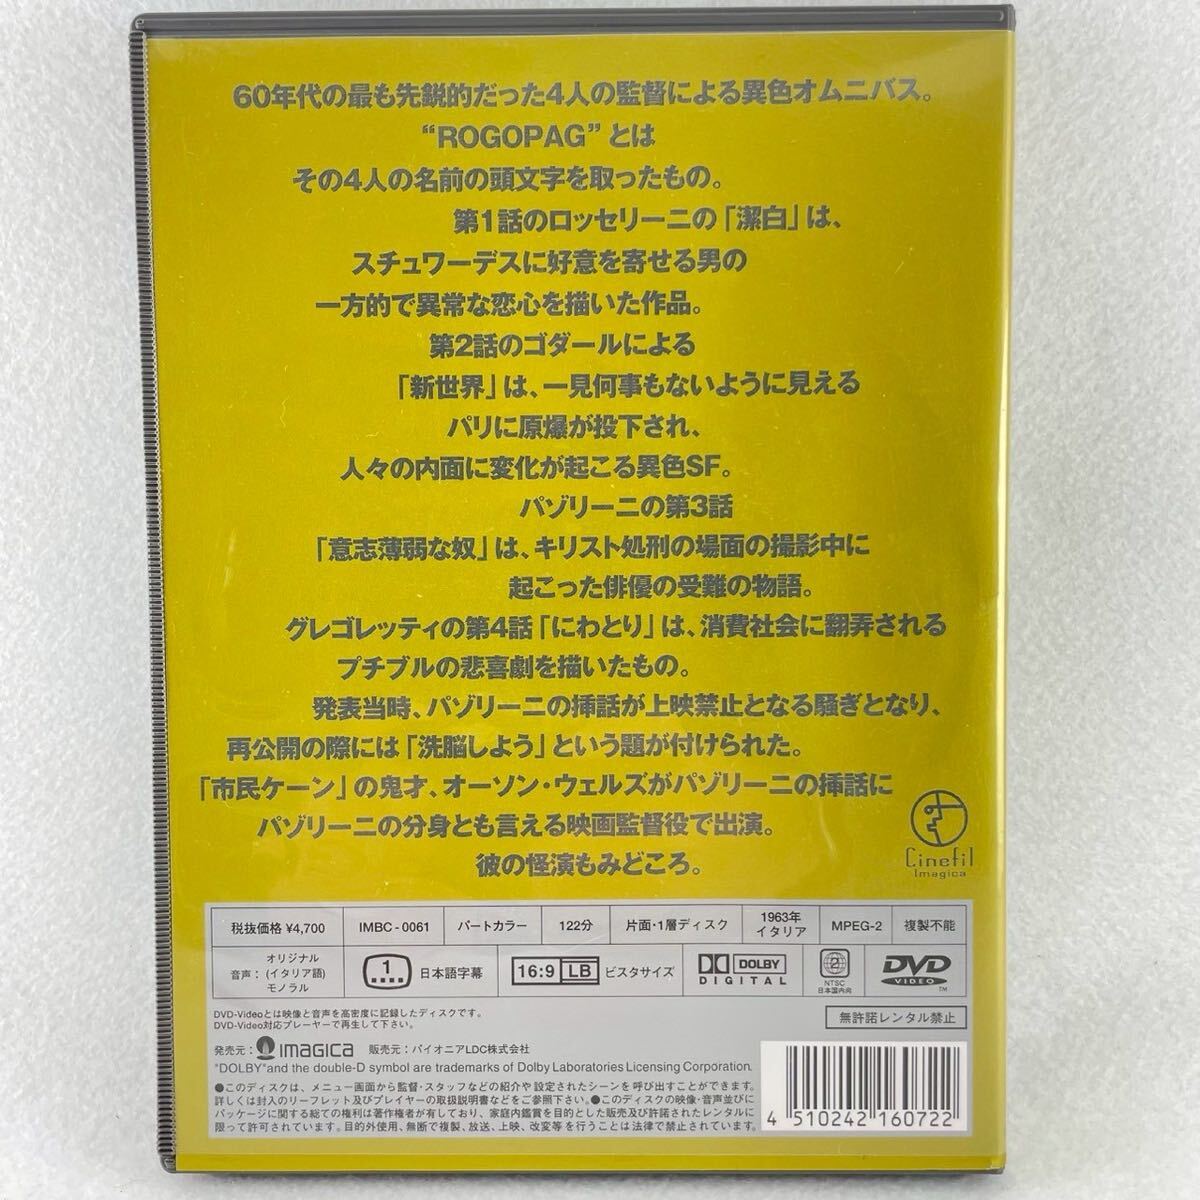 60年代の最も先鋭的だった4人の監督による異色オムニバス。
“ROGOPAG”とは
その4人の名前の頭文字を取ったもの。
第1話のロッセリーニの「潔白」は、
スチュワーデスに好意を寄せる男の
一方的で異常な恋心を描いた作品。
第2話のゴダールによる
「新世界」は、一見何事もないように見える
パリに原爆が投下され、
人々の内面に変化が起こる異色SF。
パゾリーニの第3話
「意志薄弱な奴」は、キリスト処刑の場面の撮影中に
起こった俳優の受難の物語。
グレゴレッティの第4話「にわとり」は、消費社会に翻弄される
プチブルの悲喜劇を描いたもの。
発表当時、パゾリーニの挿話が上映禁止となる騒ぎとなり、
再公開の際には「洗脳しよう」という題が付けられた。
「市民ケーン」の鬼才、オーソン・ウェルズがパゾリーニの挿話に
パゾリーニの分身とも言える映画監督役で出演。
彼の怪演もみどころ。
Cinefil
Imagica
税抜価格 ¥4,700 IMBC-0061 パートカラー 122分 片面・1層ディスク 1963年 イタリア MPEG-2 複製不能
オリジナル
音声：(イタリア語)
モノラル
1 日本語字幕
16:9 LB ビスタサイズ
DOLBY
DIGITAL
2
NTSC
日本国内向
DVD
VIDEO
TM
DVD-Videoとは映像と音声を高密度に記録したディスクです。
DVD-Video対応プレーヤーで再生して下さい。
無許諾レンタル禁止
発売元： IMAGICA 販売元：パイオニアLDC株式会社
"DOLBY"and the double-D symbol are trademarks of Dolby Laboratories Licensing Corporation.
●このディスクは、メニュー画面から監督・スタッフなどの紹介や設定されたシーンを呼び出すことができます。
詳しくは封入のリーフレット及びプレイヤーの取扱説明書などをご参照下さい。●このディスクの映像・音声並びに
パッケージに関する総ての権利は著作権者が有しており、家庭内鑑賞を目的とした販売及び許諾されたレンタルに
限って許可されています。目的外使用、無断で複製、放送、上映、改変等を行うことは法律で禁止されています。
4 510242 160722